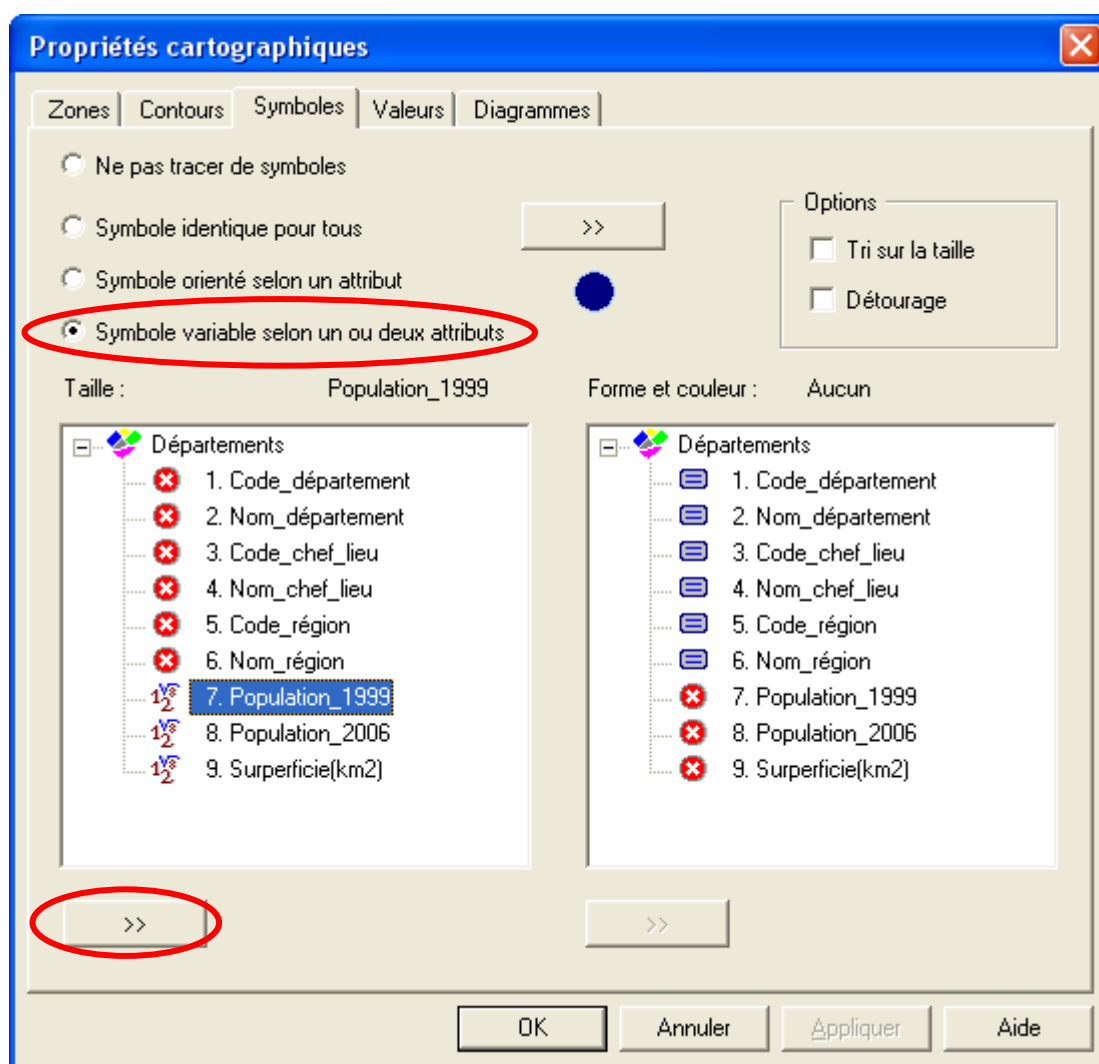 Propriétés cartographiques
Zones Contours Symboles Valeurs Diagrammes
Ne pas tracer de symboles
Symbole identique pour tous >>
Symbole orienté selon un attribut
Symbole variable selon un ou deux attributs
Options
Tri sur la taille
Détourage
Taille : Population_1999
Départements
1. Code_département
2. Nom_département
3. Code_chef_lieu
4. Nom_chef_lieu
5. Code_région
6. Nom_région
7. Population_1999
8. Population_2006
9. Surperficie(km2)
>>
Forme et couleur : Aucun
Départements
1. Code_département
2. Nom_département
3. Code_chef_lieu
4. Nom_chef_lieu
5. Code_région
6. Nom_région
7. Population_1999
8. Population_2006
9. Surperficie(km2)
>>
OK Annuler Appliquer Aide